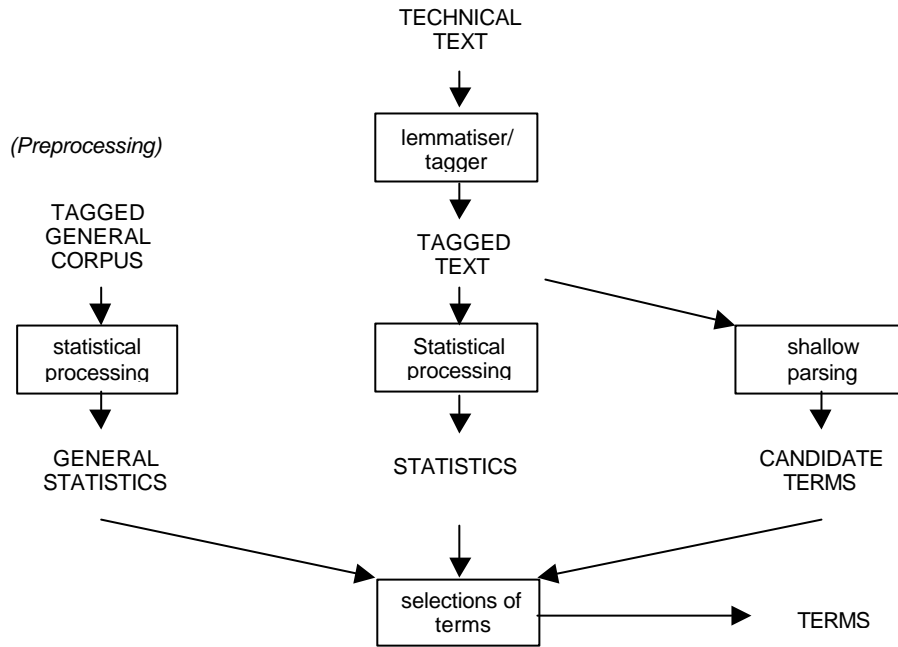 TECHNICAL
TEXT
lemmatiser/
tagger
(Preprocessing)
TAGGED
GENERAL
CORPUS
TAGGED
TEXT
statistical
processing
Statistical
processing
shallow
parsing
GENERAL
STATISTICS
STATISTICS
CANDIDATE
TERMS
selections of
terms
TERMS